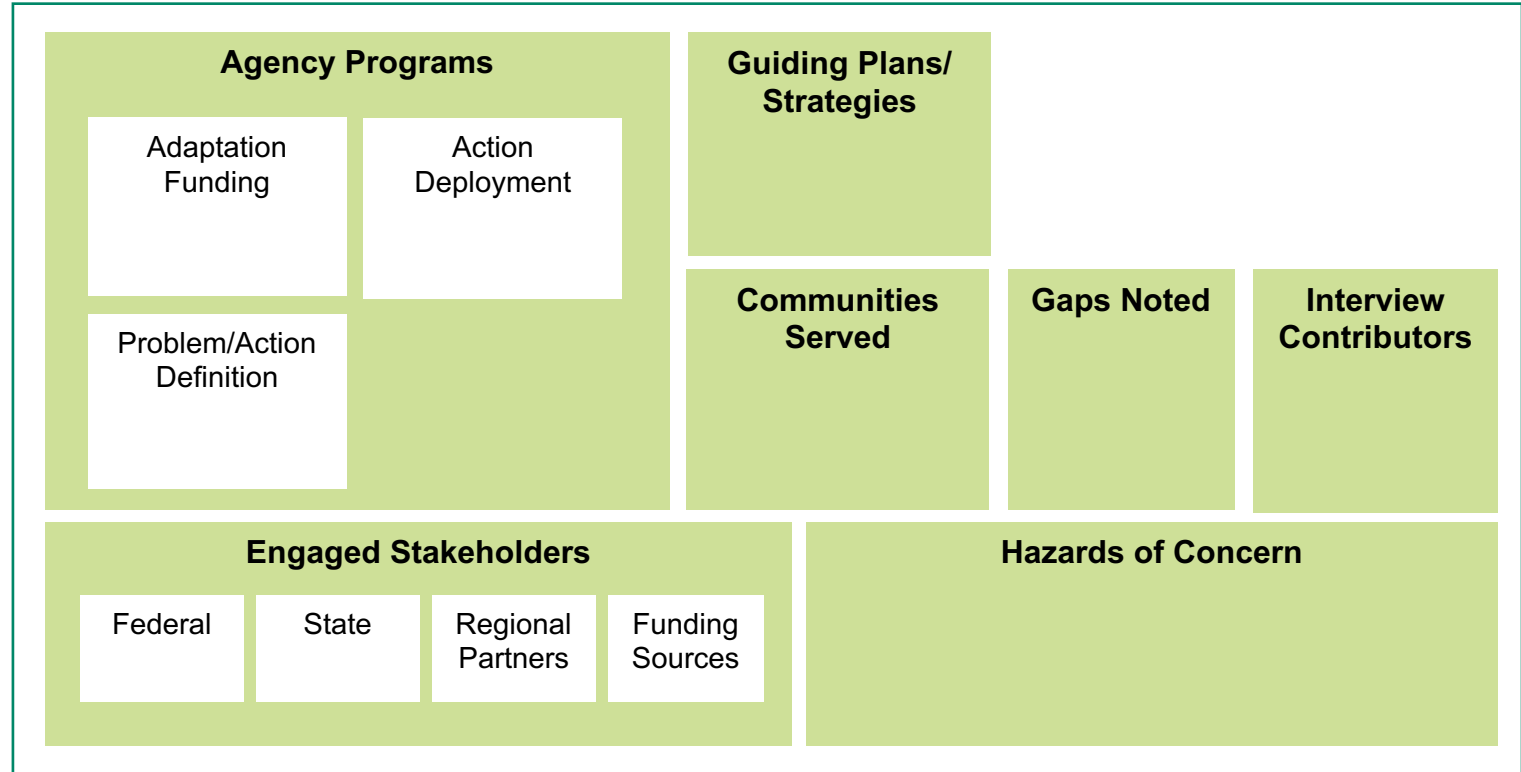 Agency Programs
Adaptation
Funding
Action
Deployment
Problem/Action
Definition
Guiding Plans/
Strategies
Communities
Served
Gaps Noted
Interview
Contributors
Engaged Stakeholders
Federal
State
Regional
Partners
Funding
Sources
Hazards of Concern